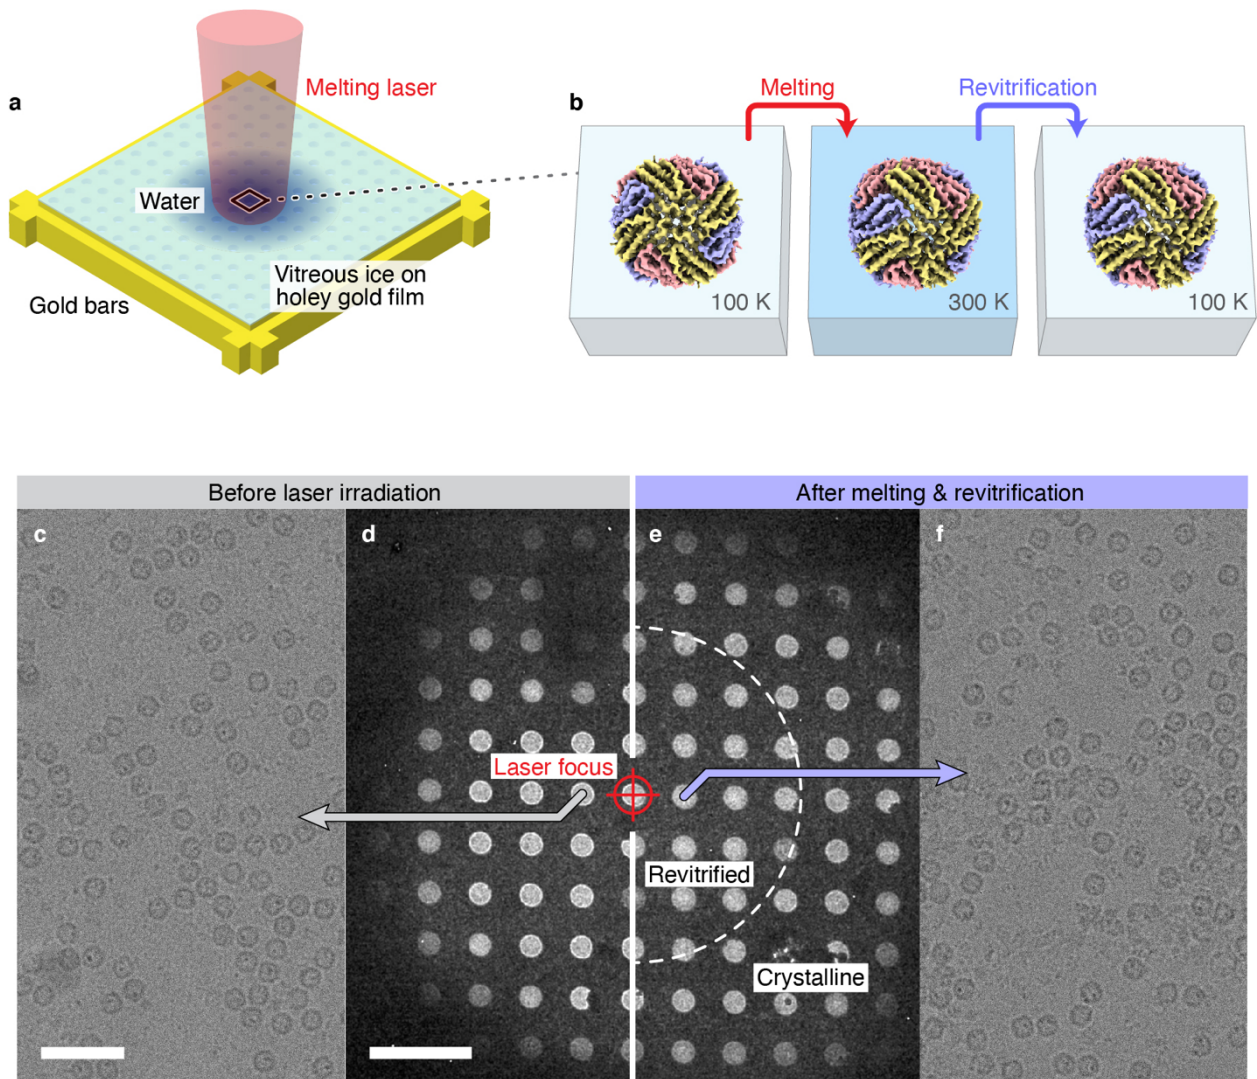 a
Melting laser
Water
Vitreous ice on
holey gold film
Gold bars
b
Melting
Revitrification
100 K
300 K
100 K
Before laser irradiation
After melting & revitrification
c
d
e
f
Laser focus
Revitrified
Crystalline